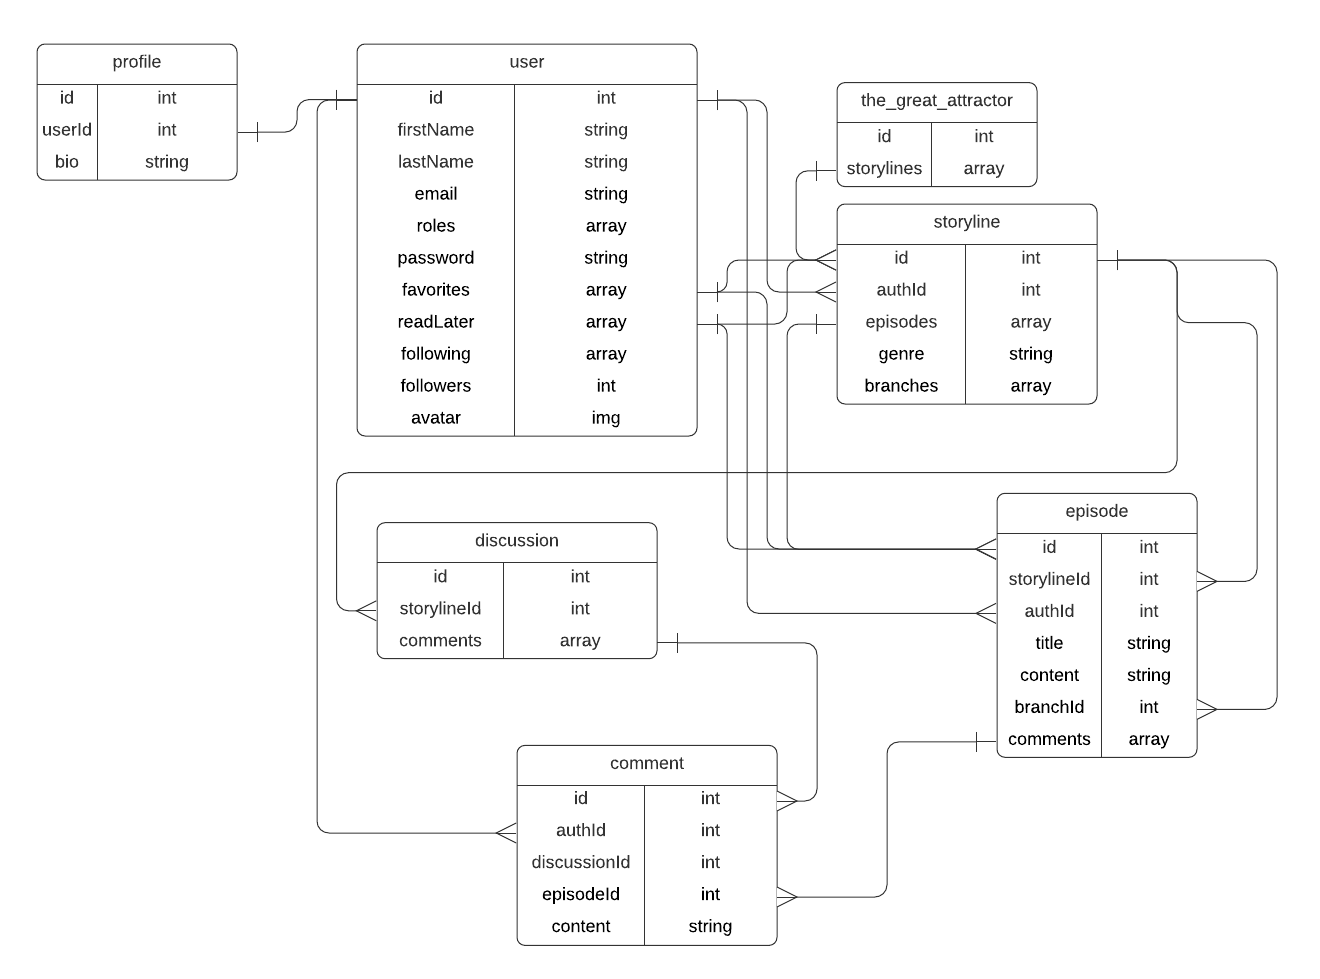 profile
id int
userId int
bio string
user
id int
firstName string
lastName string
email string
roles array
password string
favorites array
readLater array
following array
followers int
avatar img
the_great_attractor
id int
storylines array
storyline
id int
authId int
episodes array
genre string
branches array
discussion
id int
storylineId int
comments array
episode
id int
storylineId int
authId int
title string
content string
branchId int
comments array
comment
id int
authId int
discussionId int
episodeId int
content string